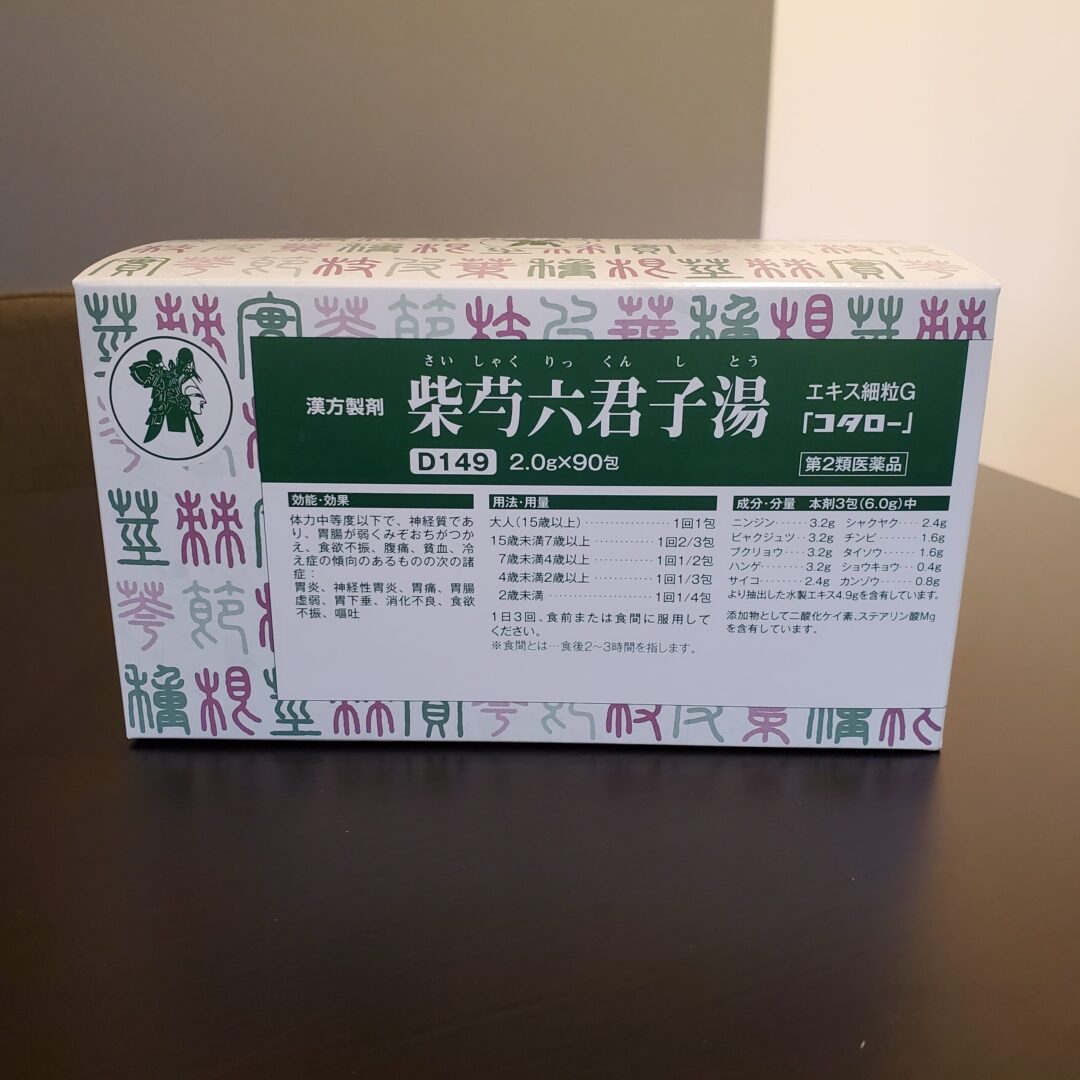 さいしゃくりっくんしとう
漢方製剤 柴芍六君子湯 エキス細粒G
「コタロー」
D149 2.0g×90包 第2類医薬品
効能・効果
体力中等度以下で、神経質であ
り、胃腸が弱くみぞおちがつか
え、食欲不振、腹痛、貧血、冷
え症の傾向のあるものの次の諸
症：
胃炎、神経性胃炎、胃痛、胃腸
虚弱、胃下垂、消化不良、食欲
不振、嘔吐
用法・用量
大人(15歳以上)‥‥‥‥‥1回1包
15歳未満7歳以上‥‥‥‥1回2/3包
7歳未満4歳以上‥‥‥‥1回1/2包
4歳未満2歳以上‥‥‥‥1回1/3包
2歳未満‥‥‥‥‥‥‥1回1/4包
1日3回、食前または食間に服用して
ください。
※食間とは…食後2～3時間を指します。
成分・分量 本剤3包(6.0g)中
ニンジン‥‥‥3.2g シャクヤク‥‥2.4g
ビャクジュツ‥3.2g チンピ‥‥‥‥1.6g
ブクリョウ‥‥3.2g タイソウ‥‥‥1.6g
ハンゲ‥‥‥‥3.2g ショウキョウ‥0.4g
サイコ‥‥‥‥2.4g カンゾウ‥‥‥0.8g
より抽出した水製エキス4.9gを含有しています。
添加物として二酸化ケイ素、ステアリン酸Mg
を含有しています。